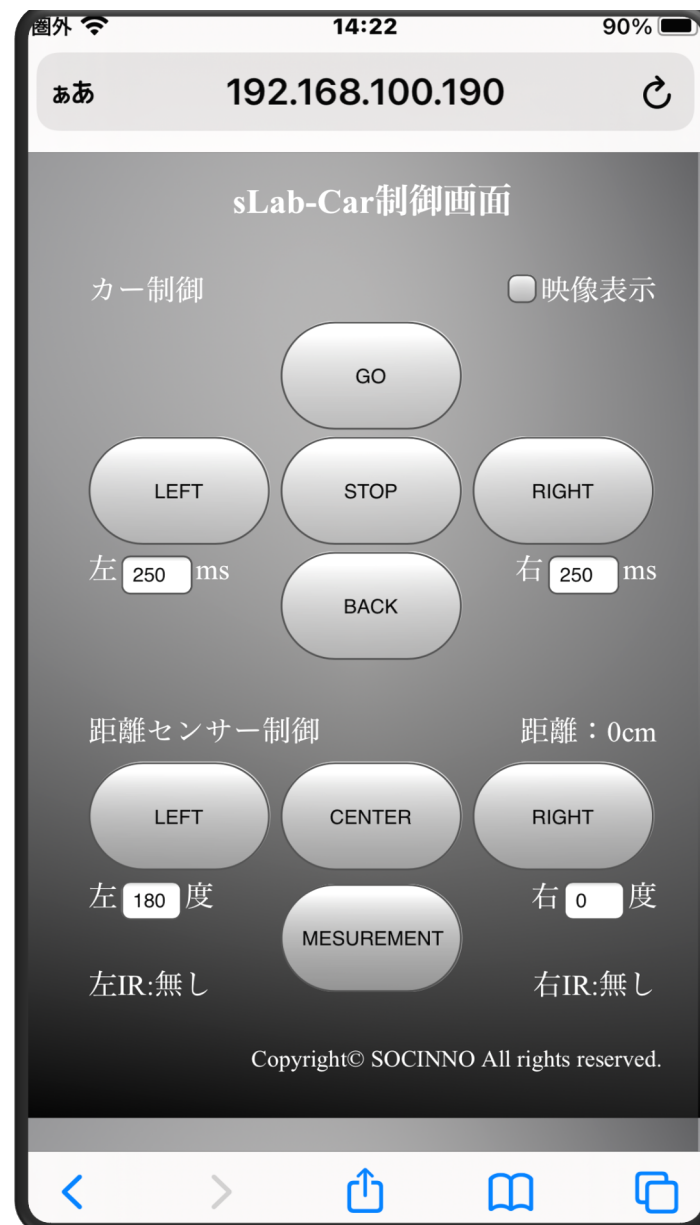 圏外 14:22 90%
ぁあ 192.168.100.190
sLab-Car制御画面
カー制御 映像表示
GO
LEFT STOP RIGHT
左 250 ms 右 250 ms
BACK
距離センサー制御 距離：0cm
LEFT CENTER RIGHT
左 180 度 右 0 度
MESUREMENT
左IR:無し 右IR:無し
Copyright© SOCINNO All rights reserved.